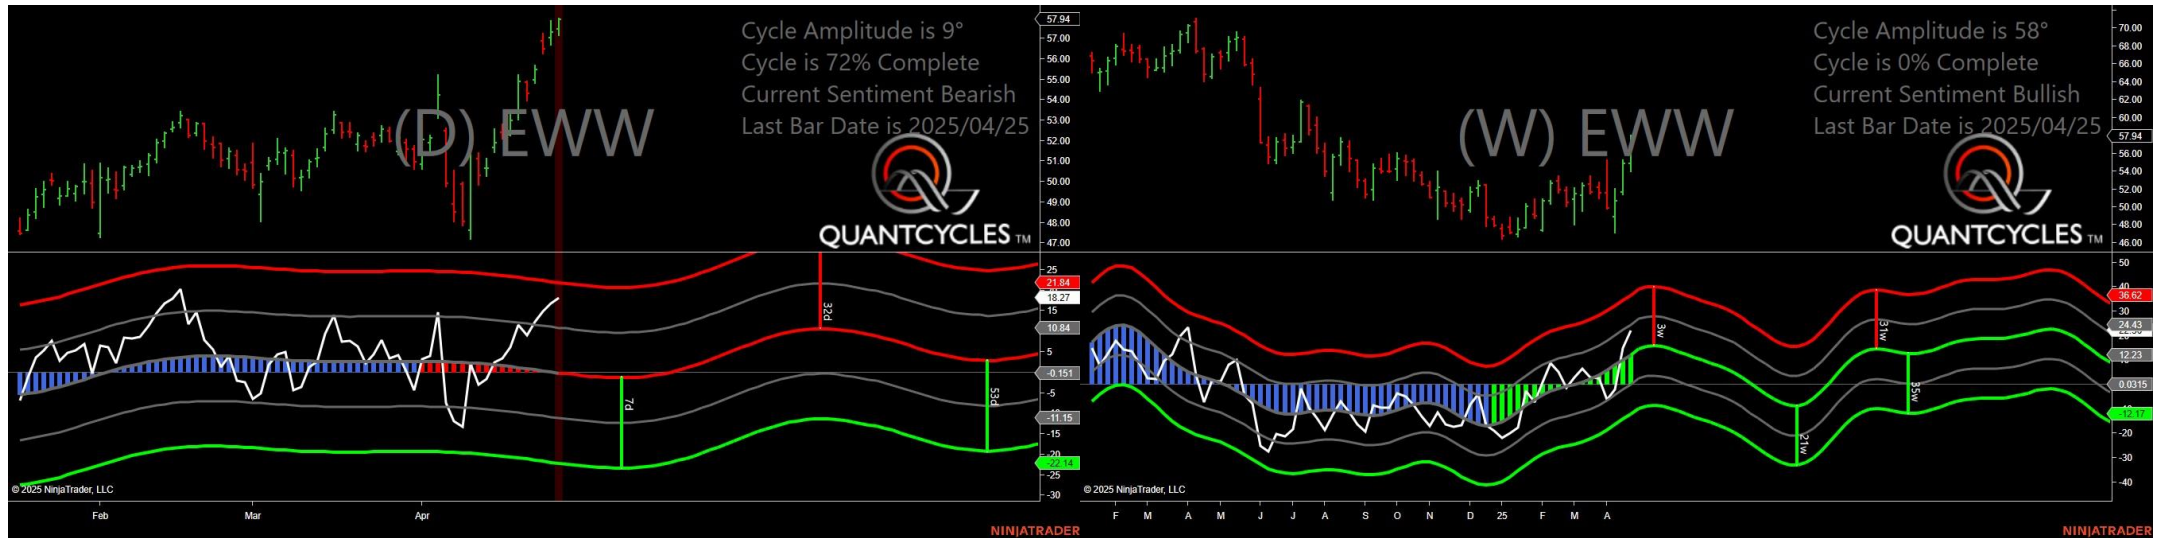 Cycle Amplitude is 9°
Cycle is 72% Complete
Current Sentiment Bearish
Last Bar Date is 2025/04/25
(D) EWW
QUANTCYCLES TM
57.94
57.00
56.00
55.00
54.00
53.00
52.00
51.00
50.00
49.00
48.00
47.00
25
21.84
18.27
15
10.84
5
-0.151
-5
-11.15
-15
-20
-22.14
-25
-30
32d
7d
53d
© 2025 NinjaTrader, LLC
Feb Mar Apr
NINJATRADER
Cycle Amplitude is 58°
Cycle is 0% Complete
Current Sentiment Bullish
Last Bar Date is 2025/04/25
(W) EWW
QUANTCYCLES TM
70.00
68.00
66.00
64.00
62.00
60.00
57.94
56.00
54.00
52.00
50.00
48.00
46.00
50
40
36.62
30
24.43
12.23
0.0315
-12.17
-20
-30
-40
3w
31w
21w
35w
© 2025 NinjaTrader, LLC
F M A M J J A S O N D 25 F M A
NINJATRADER